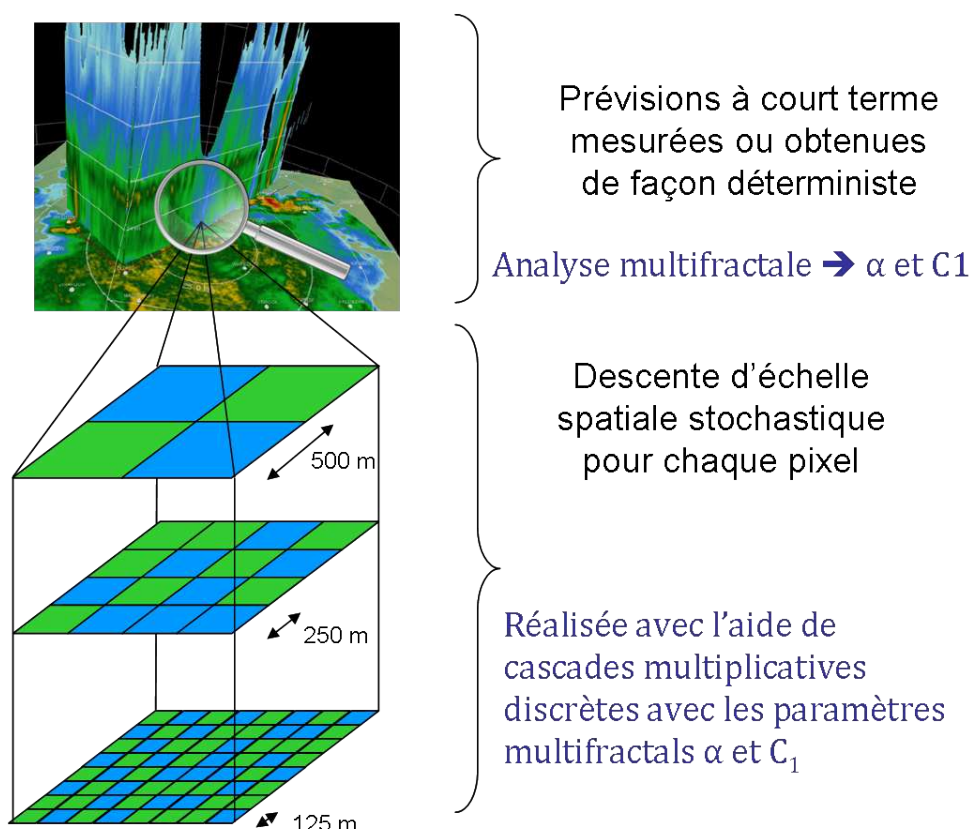 Prévisions à court terme
mesurées ou obtenues
de façon déterministe
Analyse multifractale ➔ α et C1
Descente d'échelle
spatiale stochastique
pour chaque pixel
500 m
250 m
Réalisée avec l'aide de
cascades multiplicatives
discrètes avec les paramètres
multifractals α et C₁
125 m